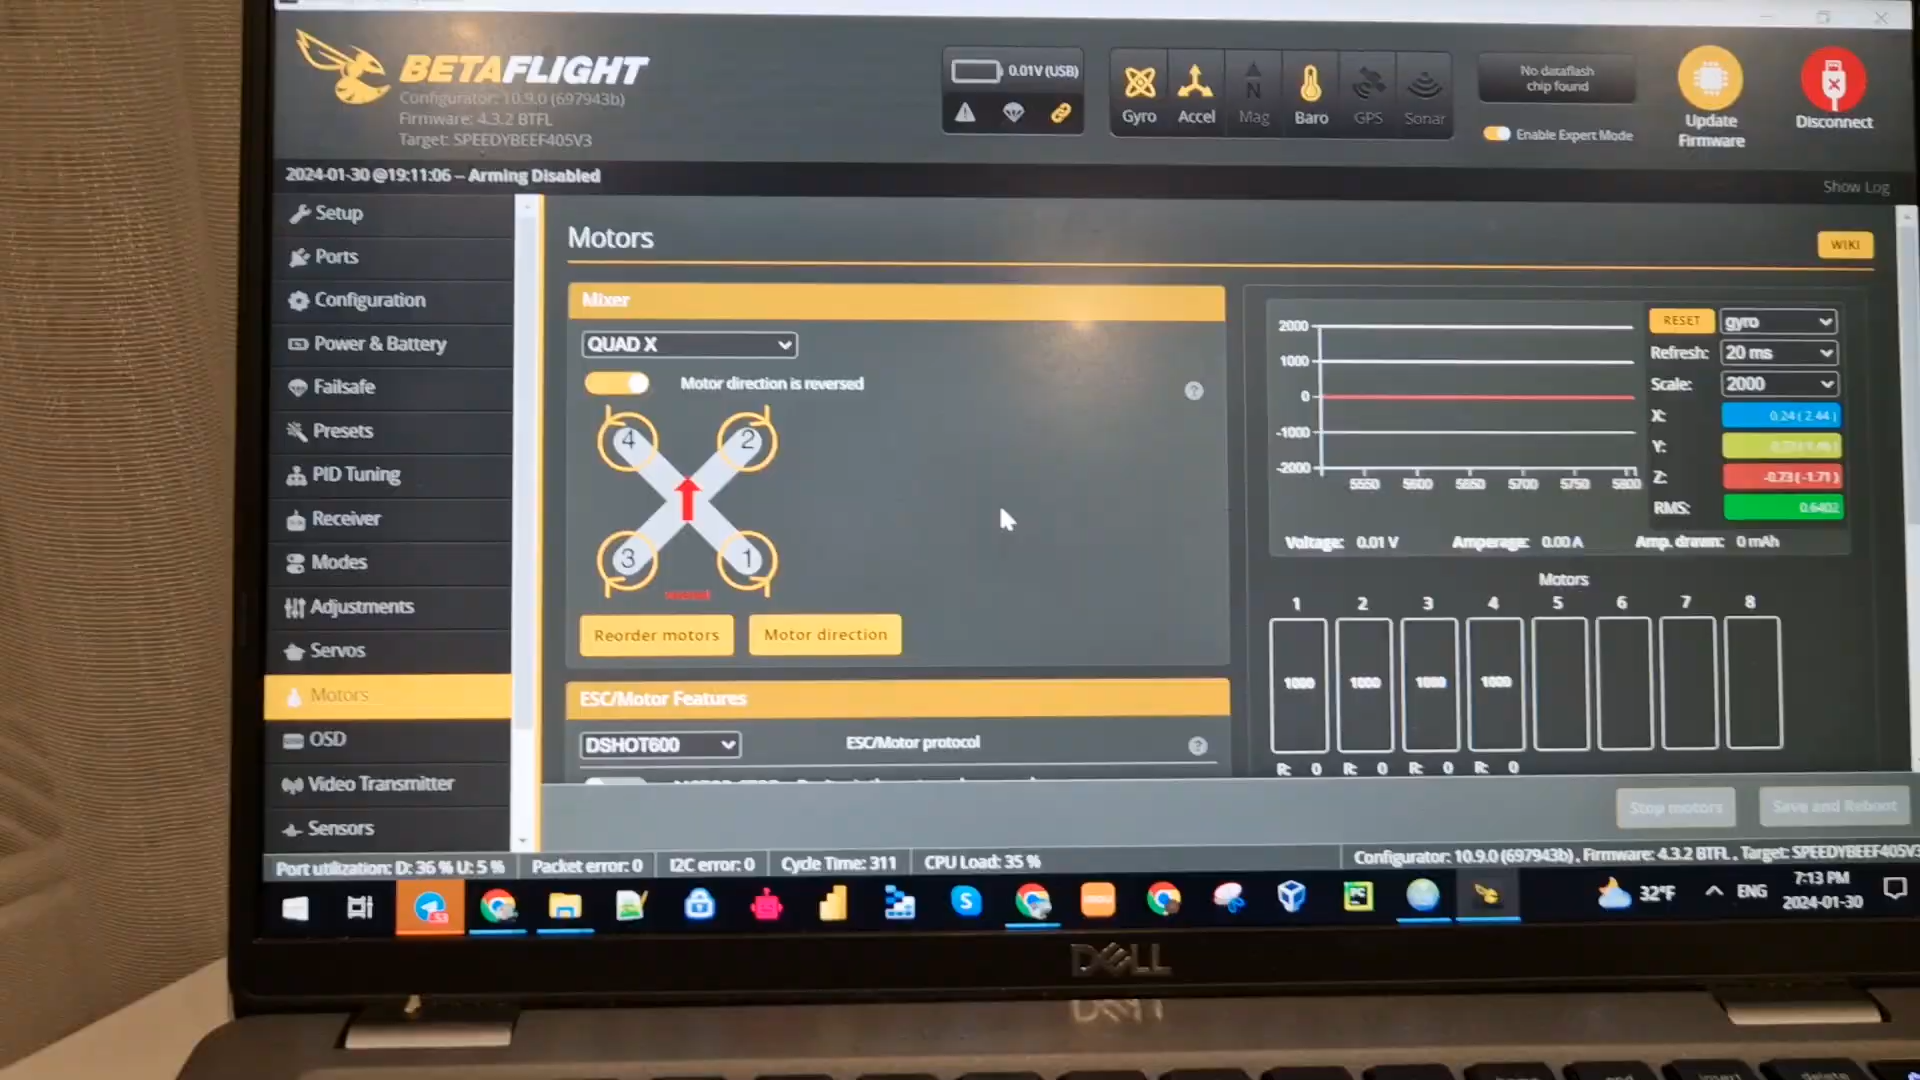 BETAFLIGHT
Configurator: 10.9.0 (697943b)
Firmware: 4.3.2 BTFL
Target: SPEEDYBEEF405V3
0.01V (USB)
Gyro
Accel
N
Mag
Baro
GPS
Sonar
No dataflash
chip found
Enable Expert Mode
Update
Firmware
Disconnect
2024-01-30 @19:11:06 – Arming Disabled
Show Log
Setup
Ports
Configuration
Power & Battery
Failsafe
Presets
PID Tuning
Receiver
Modes
Adjustments
Servos
Motors
OSD
Video Transmitter
Sensors
Motors
WIKI
Mixer
QUAD X
Motor direction is reversed
?
4
2
3
1
Reorder motors
Motor direction
ESC/Motor Features
DSHOT600
ESC/Motor protocol
?
2000
1000
0
-1000
-2000
5550
5600
5650
5700
5750
5800
RESET
gyro
Refresh:
20 ms
Scale:
2000
X:
0.24 ( 2.44 )
Y:
Z:
-0.73 ( -1.71 )
RMS:
0.6402
Voltage: 0.01 V
Amperage: 0.00 A
Amp. drawn: 0 mAh
Motors
1 2 3 4 5 6 7 8
1000 1000 1000 1000
R: 0 R: 0 R: 0 R: 0
Stop motors
Save and Reboot
Port utilization: D: 36 % U: 5 %
Packet error: 0
I2C error: 0
Cycle Time: 311
CPU Load: 35 %
Configurator: 10.9.0 (697943b) , Firmware: 4.3.2 BTFL , Target: SPEEDYBEEF405V3
53
S
PC
32°F
ENG
7:13 PM
2024-01-30
DELL
insert
delete